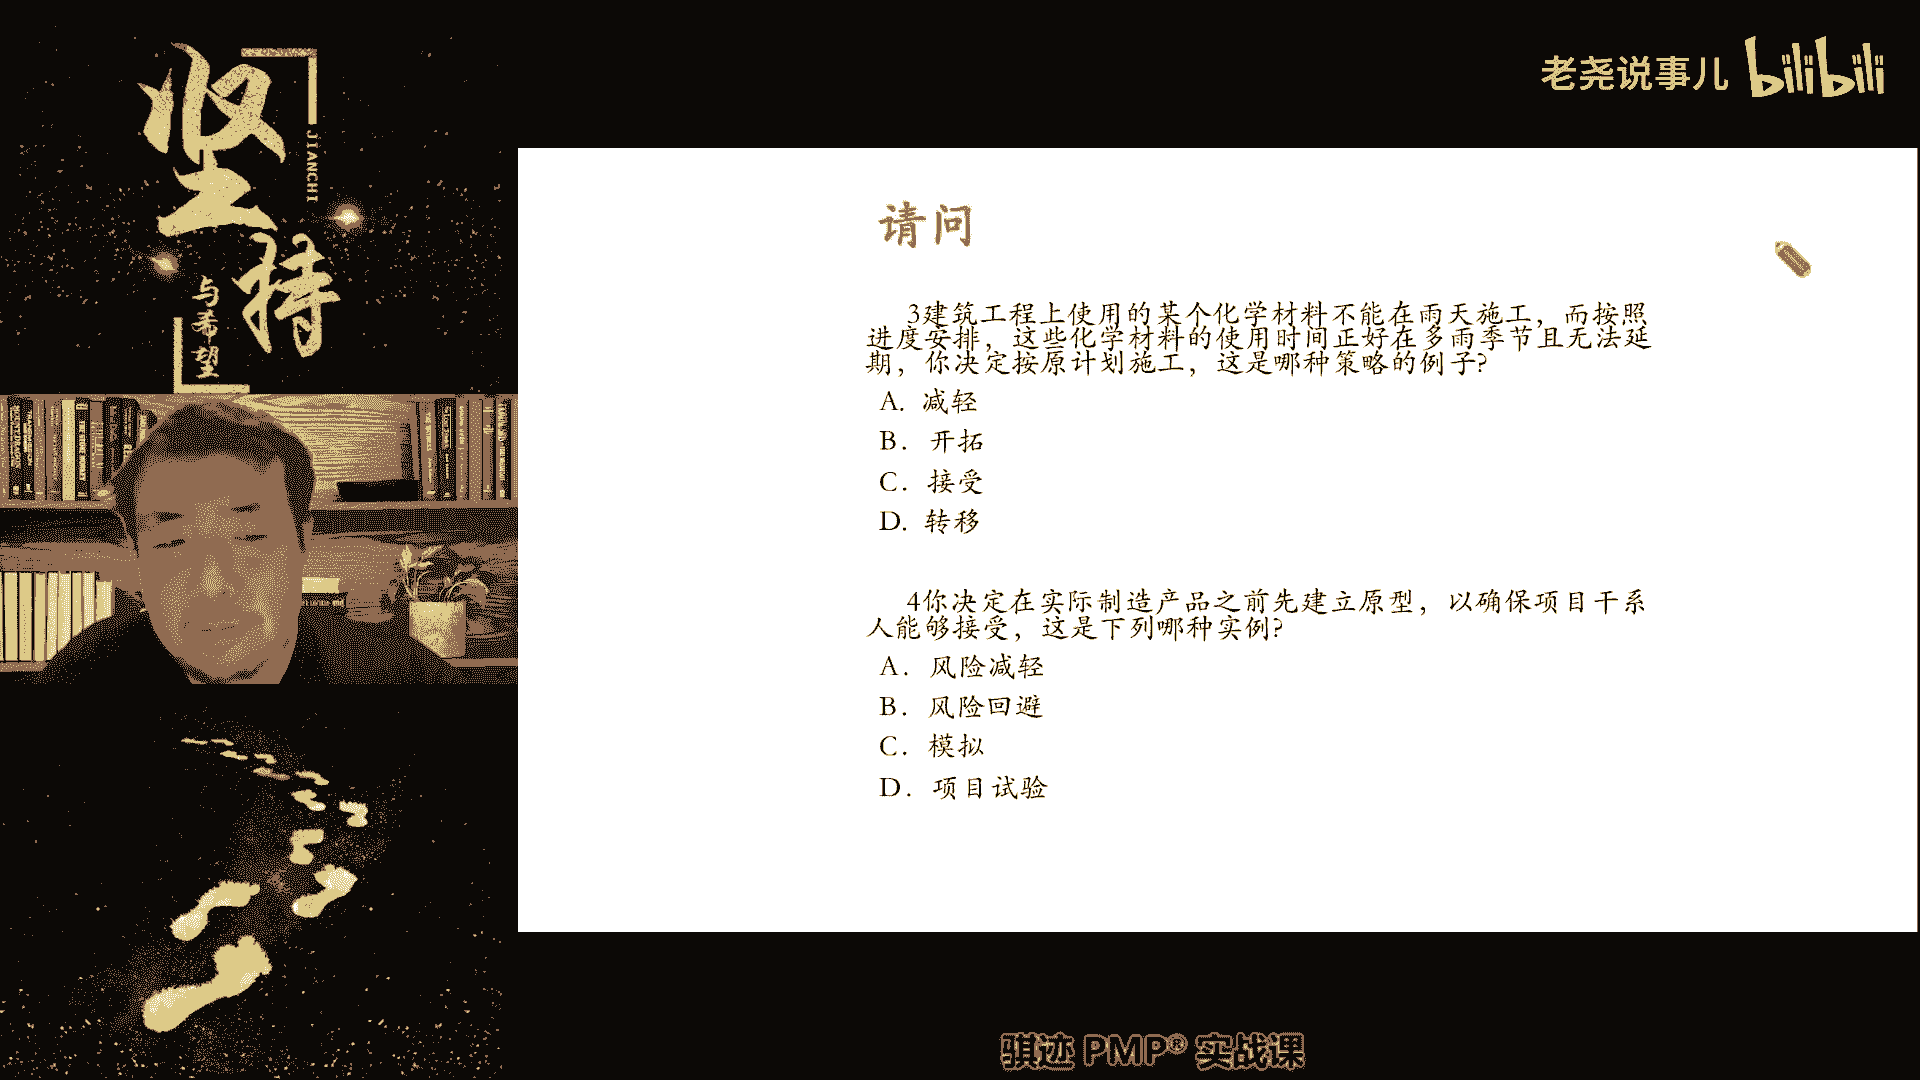 坚持
JIANCHI
与希望
老尧说事儿 bilibili
请问
3建筑工程上使用的某个化学材料不能在雨天施工，而按照
进度安排，这些化学材料的使用时间正好在多雨季节且无法延
期，你决定按原计划施工，这是哪种策略的例子?
A. 减轻
B. 开拓
C. 接受
D. 转移
4你决定在实际制造产品之前先建立原型，以确保项目干系
人能够接受，这是下列哪种实例?
A. 风险减轻
B. 风险回避
C. 模拟
D. 项目试验
骐迹 PMP® 实战课